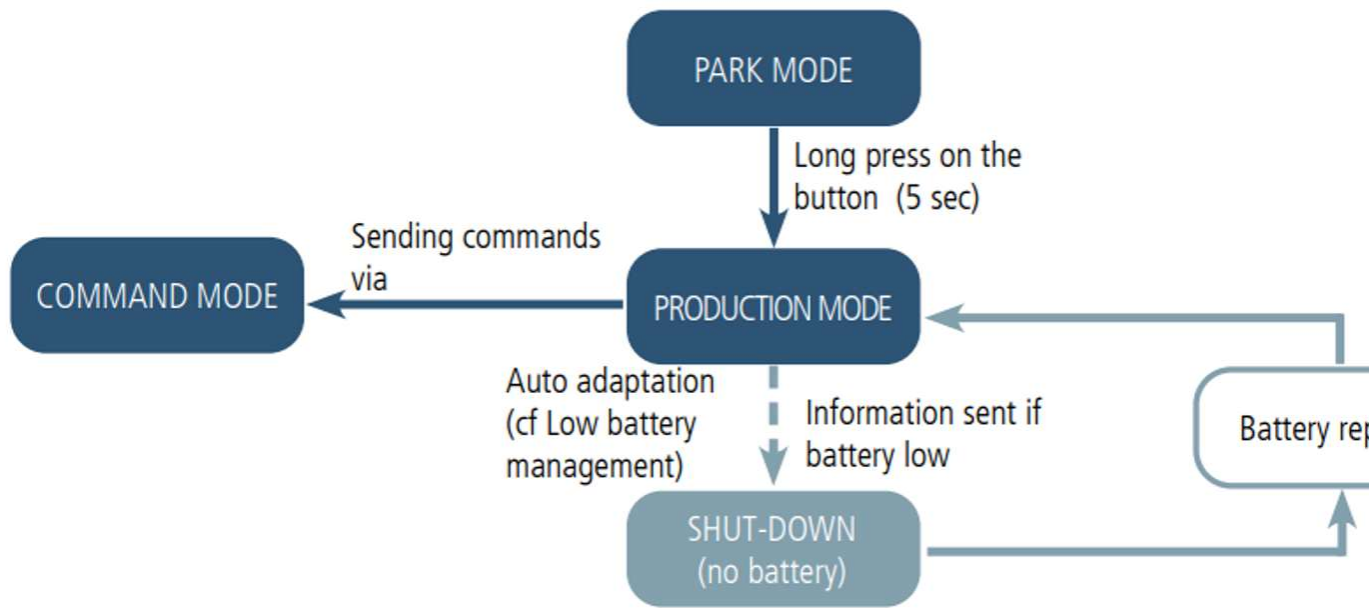 PARK MODE
Long press on the
button (5 sec)
Sending commands
via
COMMAND MODE
PRODUCTION MODE
Auto adaptation
(cf Low battery
management)
Information sent if
battery low
Battery
SHUT-DOWN
(no battery)